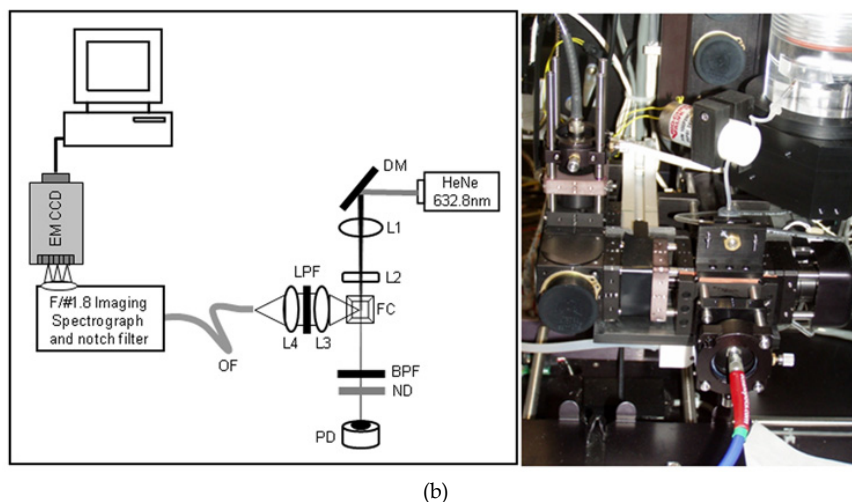 DM
HeNe
632.8nm
L1
EM CCD
L2
LPF
FC
F/#1.8 Imaging
Spectrograph
and notch filter
L4
L3
OF
BPF
ND
PD
(b)